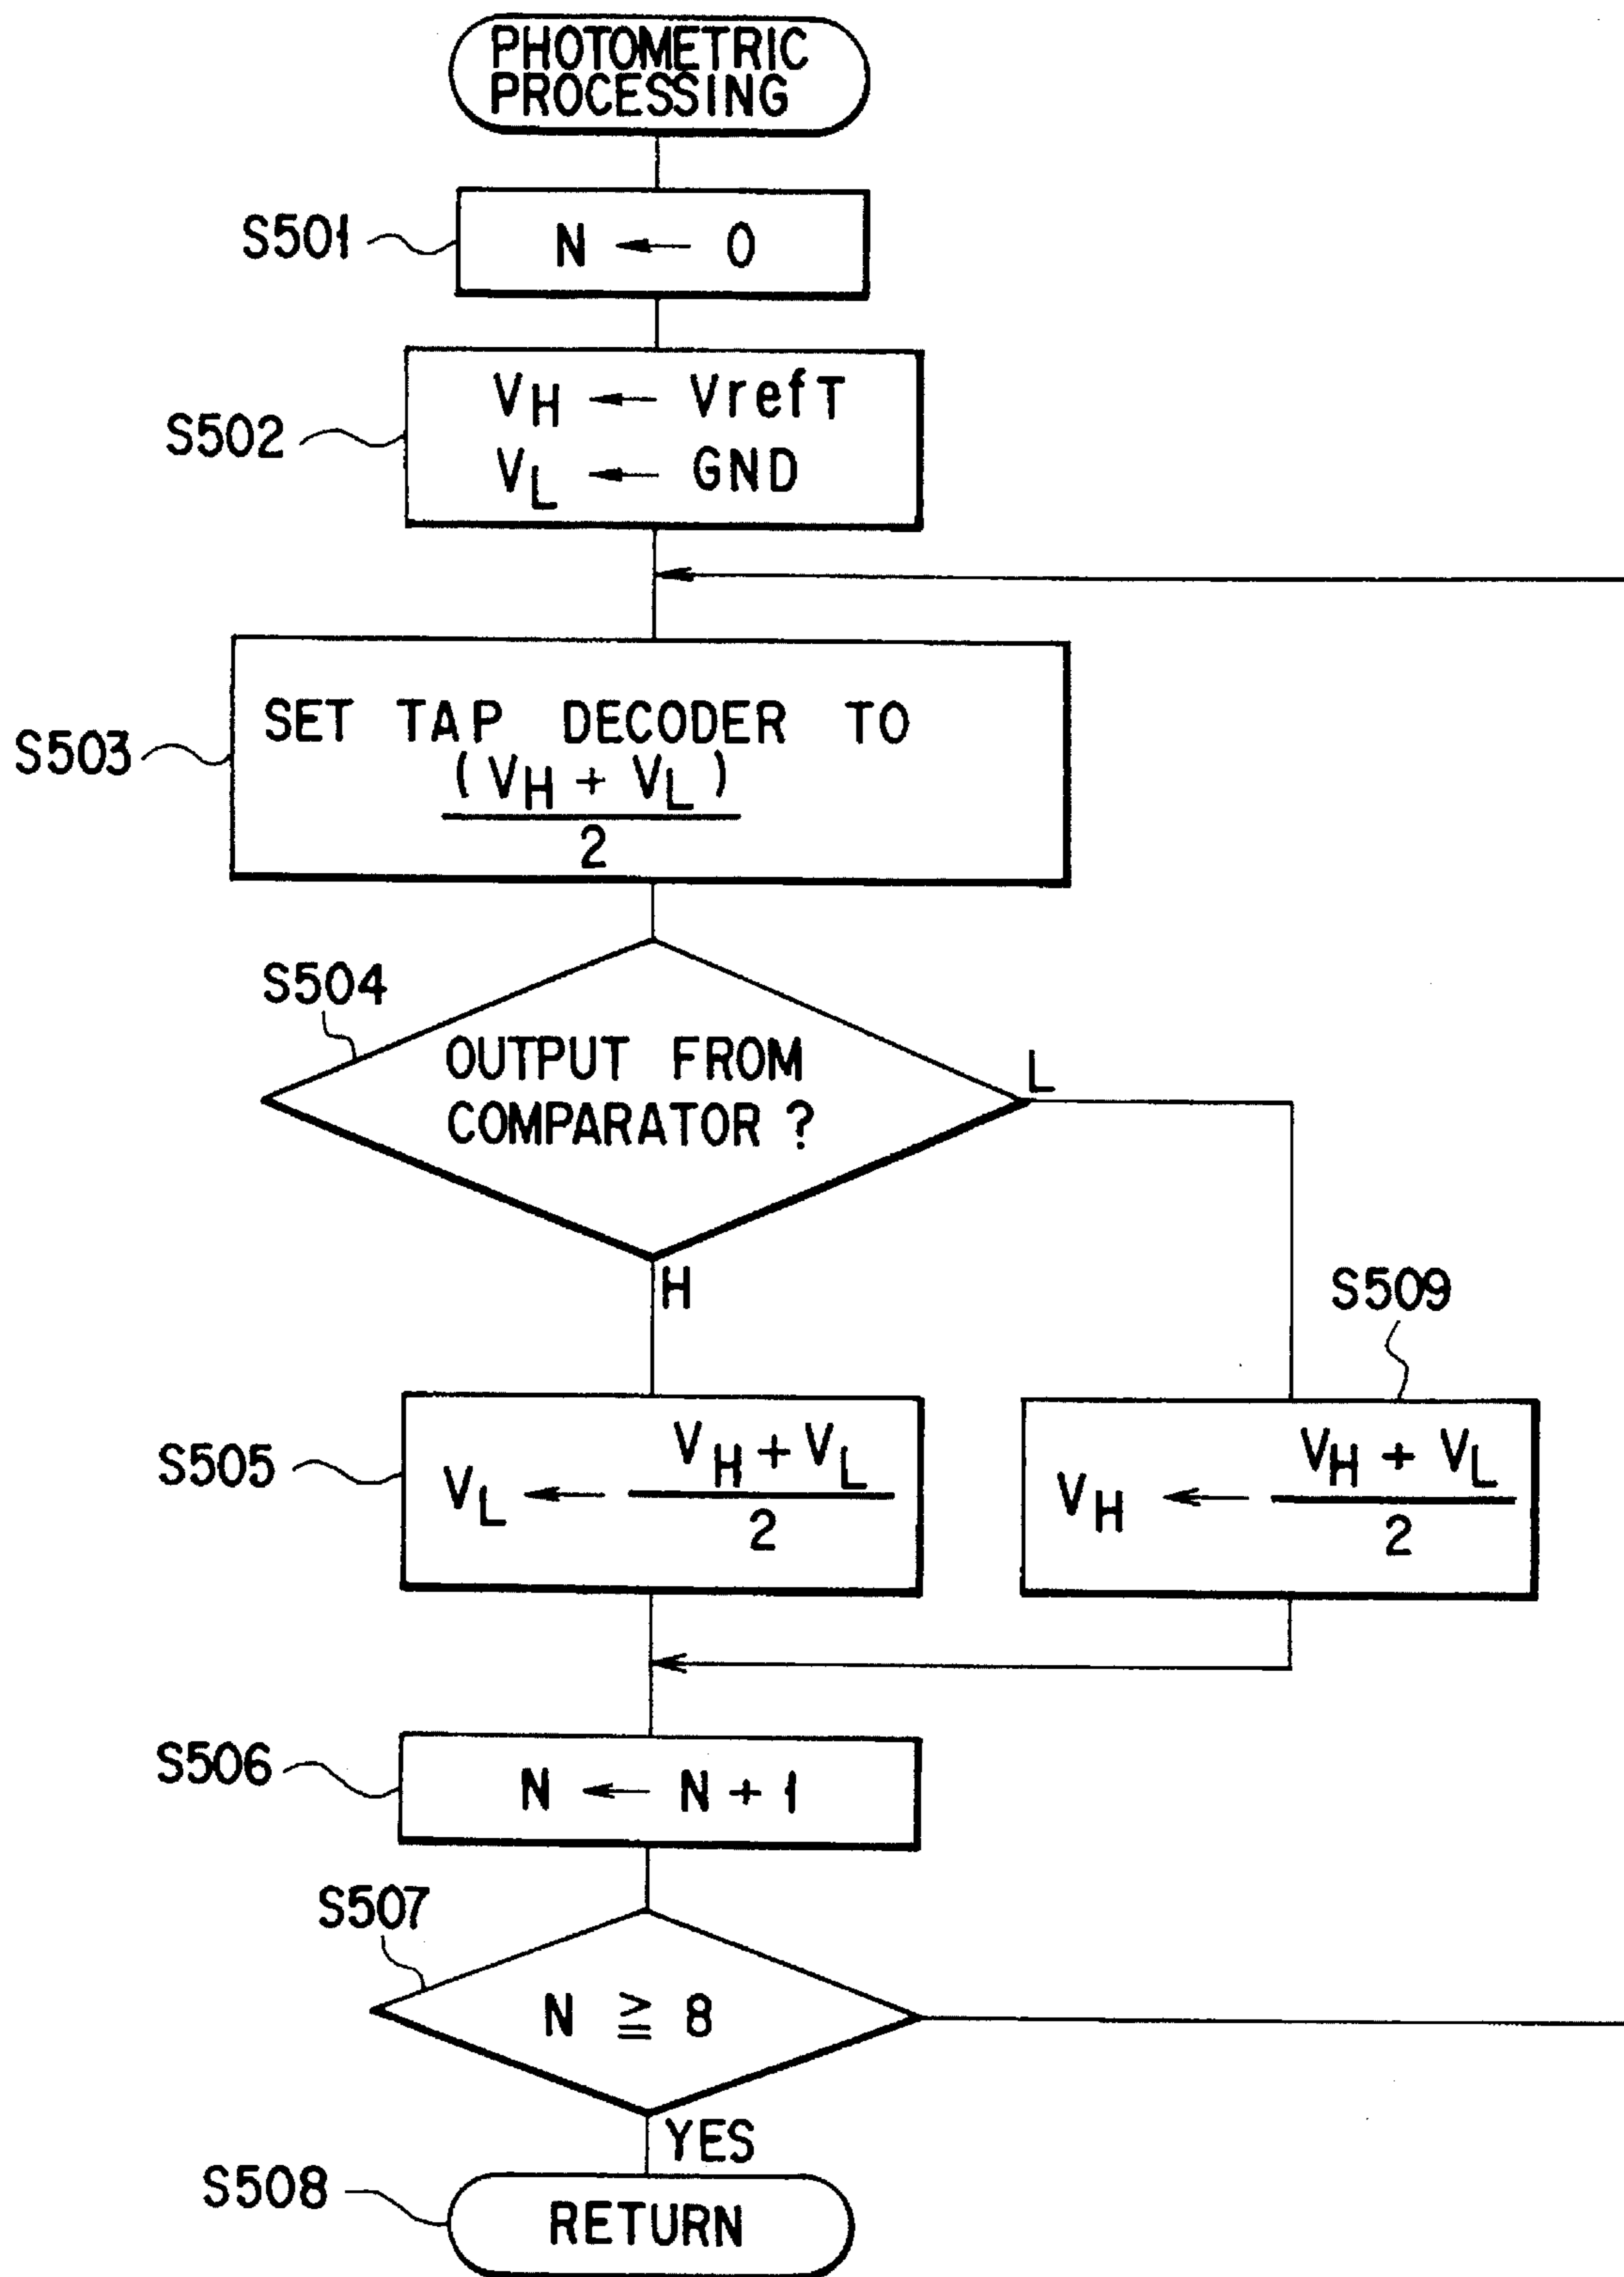 PHOTOMETRIC
PROCESSING
S501
N ← 0
S502
VH ← VrefT
VL ← GND
S503
SET TAP DECODER TO
(VH + VL)
2
S504
OUTPUT FROM
COMPARATOR ?
L
H
S509
S505
VL ← VH + VL
2
VH ← VH + VL
2
S506
N ← N + 1
S507
N ≧ 8
YES
S508
RETURN